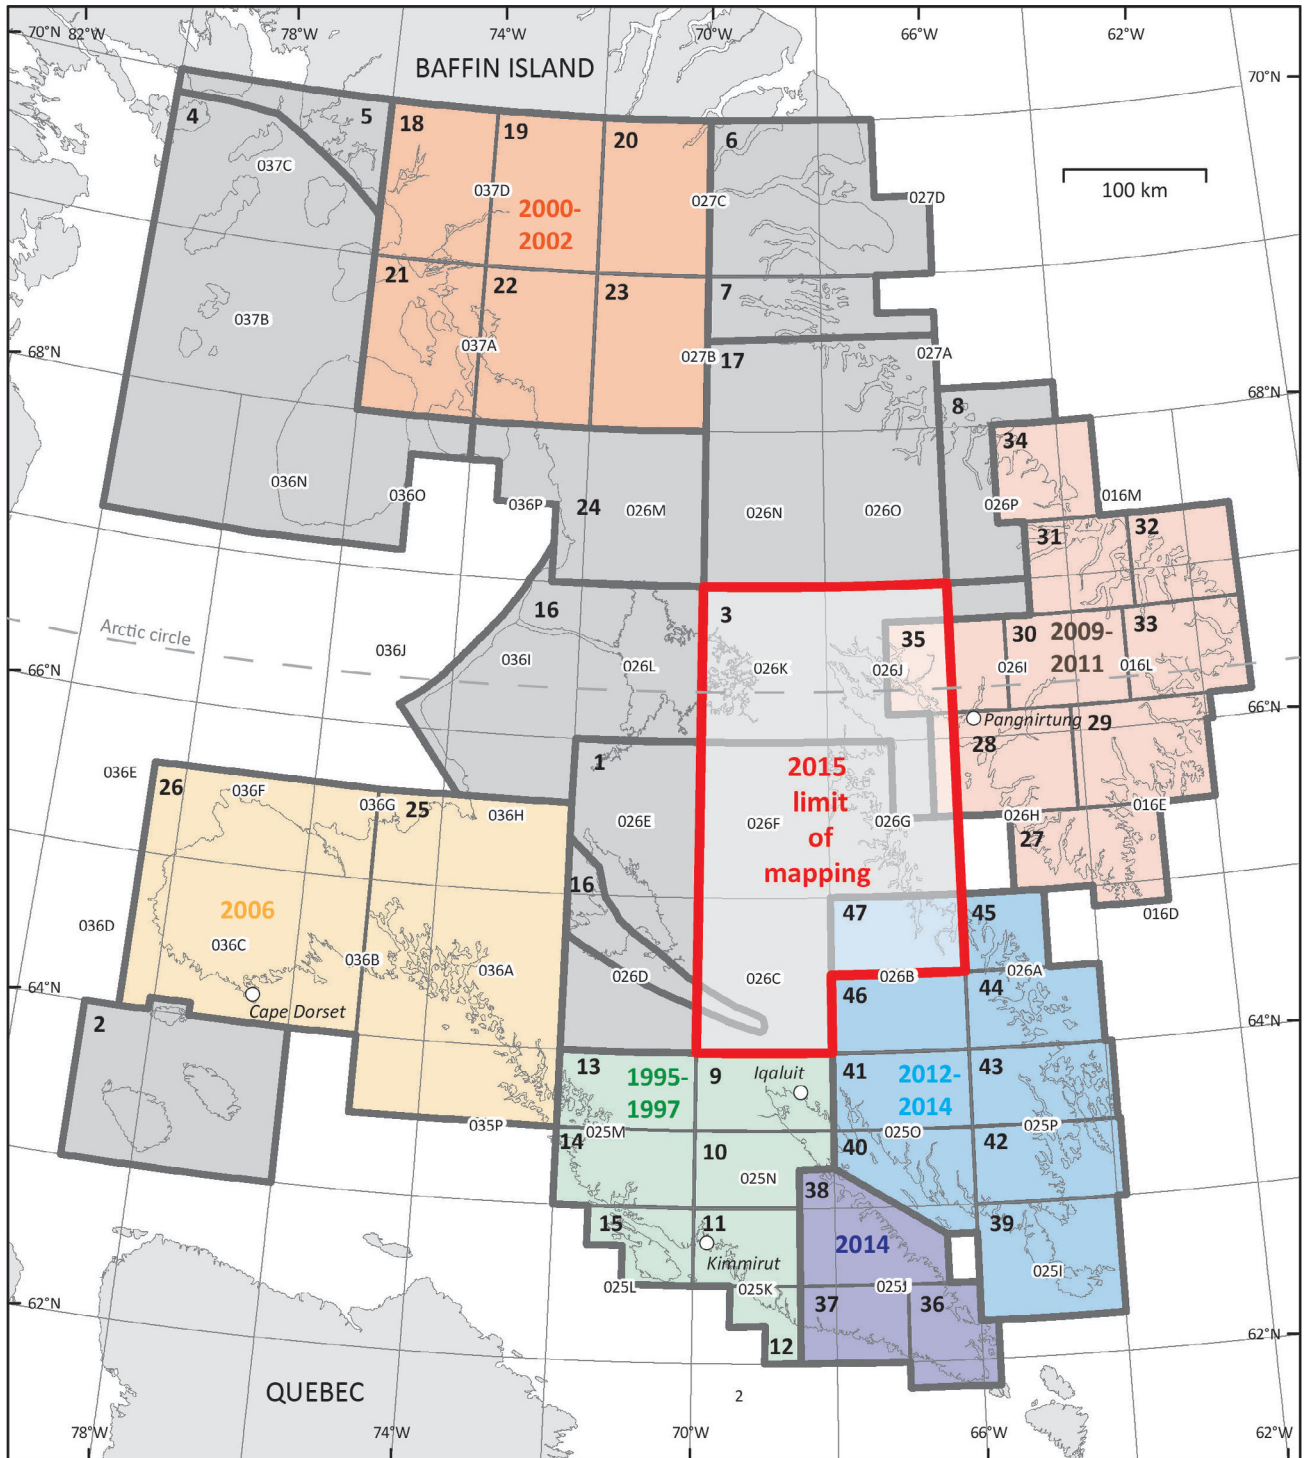 70°N 82°W 78°W 74°W 70°W 66°W 62°W
BAFFIN ISLAND
70°N
4 5 18 19 20 6
037C
100 km
037D 027C 027D
2000-
2002
21 22 23 7
037B
037A 027B 027A
68°N
17
68°N
8
34
036N 036O 036P 24 026M 026N 026O 026P 016M
31 32
Arctic circle
16 3 35 30 2009-
2011
33
036J 036I 026L 026K 026J 026I 016L
66°N
66°N
Pangnirtung
28 29
036E 26 036F 036G 25 036H
1
2015
limit
of
mapping
026E 026F 026G 026H 016E
27
16
2006
47 45
036D 036C 036B 036A 016D
026D 026C 026B 026A
64°N
Cape Dorset
46 44
64°N
2
13 1995-
1997
9 Iqaluit 41 2012-
2014
43
035P 025M 025O 025P
14 10 40 42
025N
38
15 11 39
Kimmirut
2014
025I
62°N
025L 025K 025J
37 36
62°N
12
QUEBEC
2
78°W 74°W 70°W 66°W 62°W